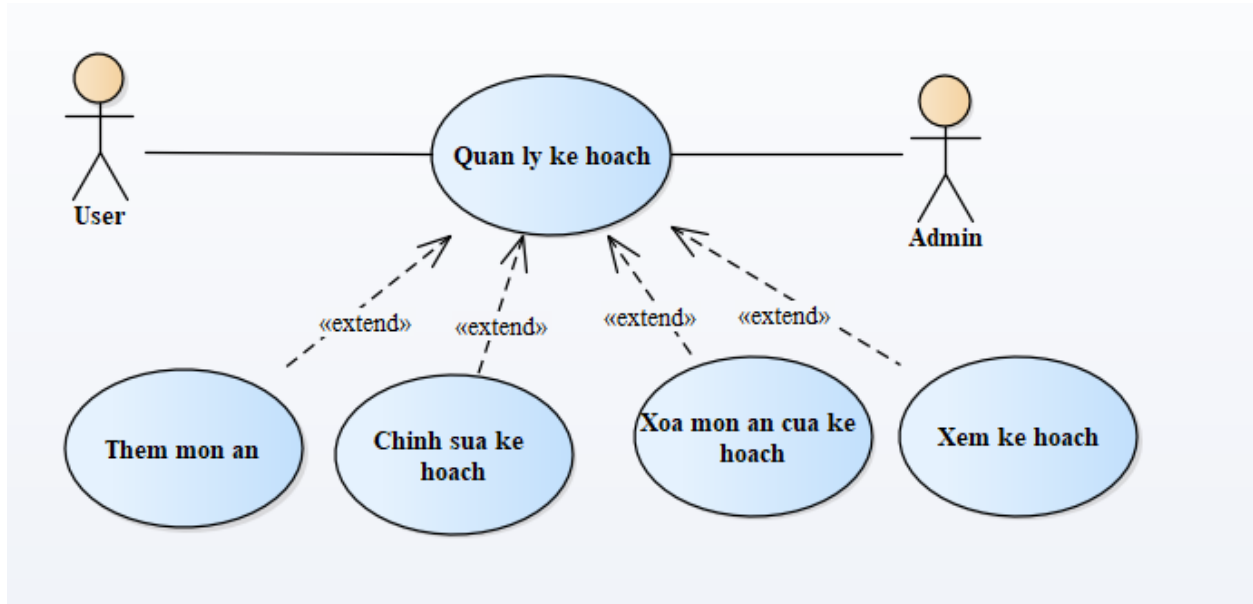 Quan ly ke hoach
User
Admin
«extend»
«extend»
«extend»
«extend»
Them mon an
Chinh sua ke
hoach
Xoa mon an cua ke
hoach
Xem ke hoach